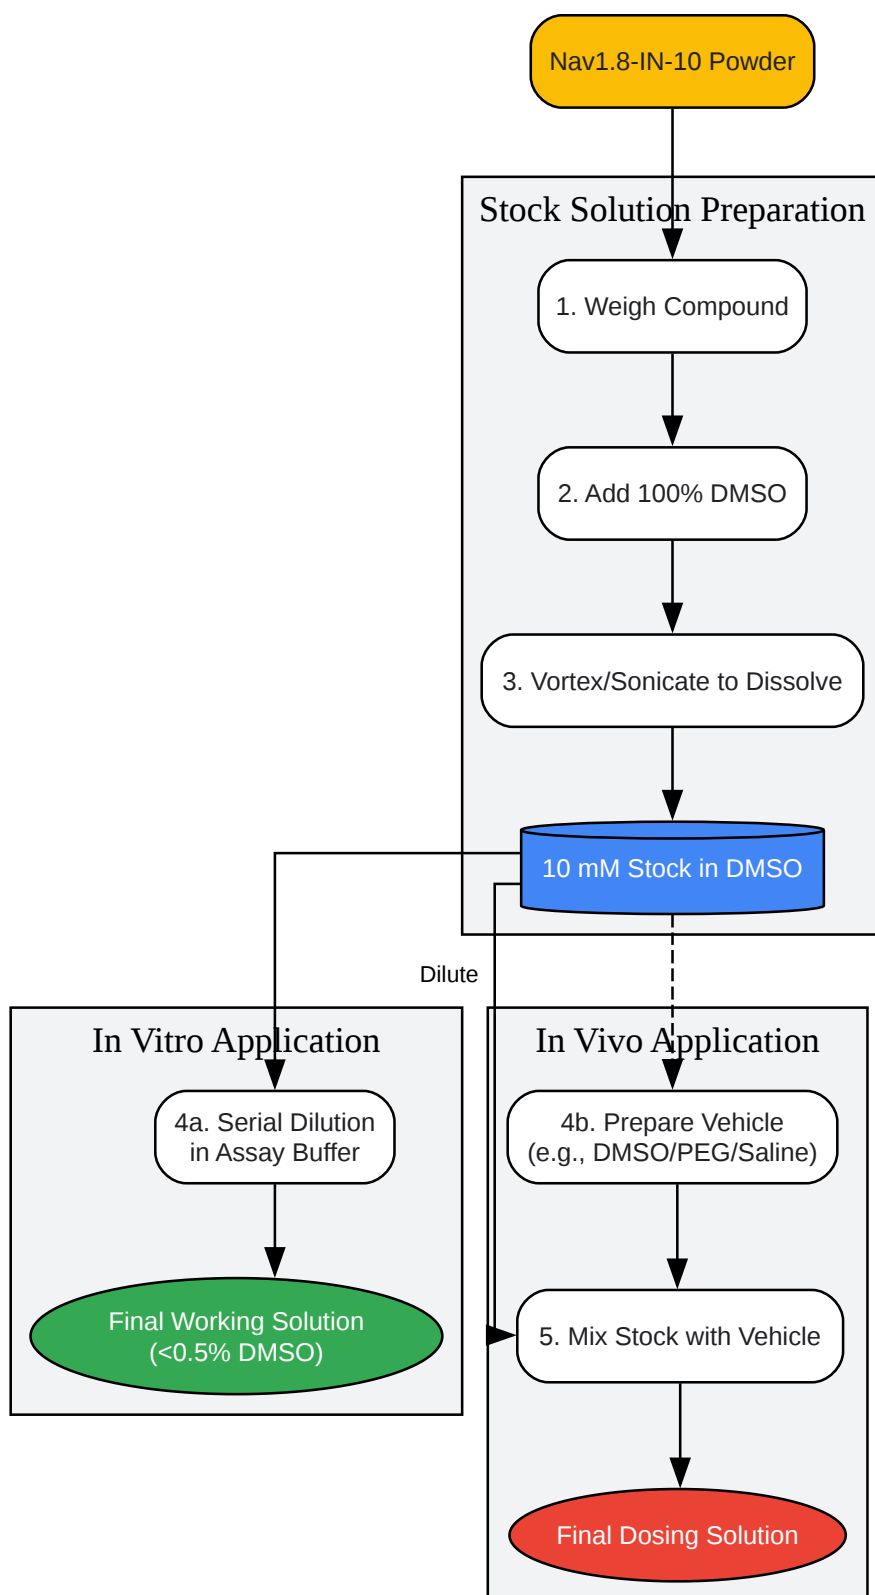 Nav1.8-IN-10 Powder
Stock Solution Preparation
1. Weigh Compound
2. Add 100% DMSO
3. Vortex/Sonicate to Dissolve
10 mM Stock in DMSO
Dilute
In Vitro Application
4a. Serial Dilution
in Assay Buffer
Final Working Solution
(<0.5% DMSO)
In Vivo Application
4b. Prepare Vehicle
(e.g., DMSO/PEG/Saline)
5. Mix Stock with Vehicle
Final Dosing Solution